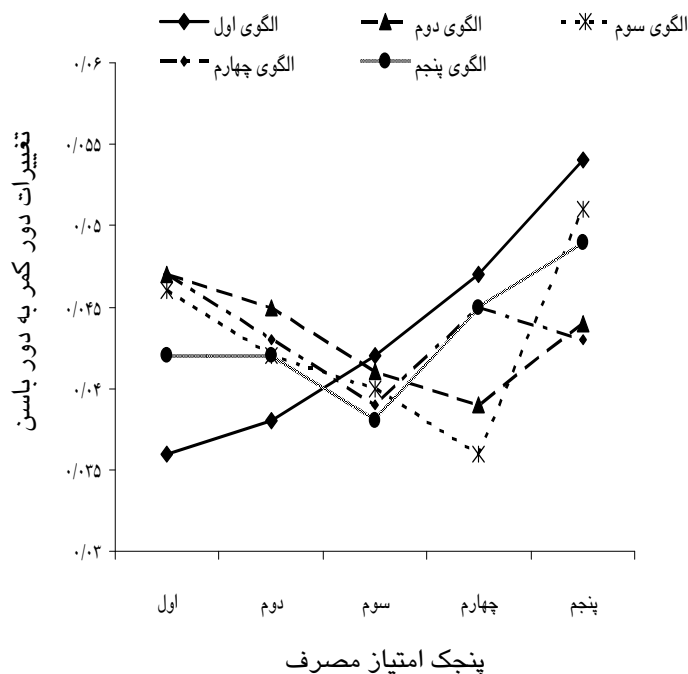 الگوی اول الگوی دوم الگوی سوم
الگوی چهارم الگوی پنجم
تغییرات دور کمر به دور باسن
۰/۰۶
۰/۰۵۵
۰/۰۵
۰/۰۴۵
۰/۰۴
۰/۰۳۵
۰/۰۳
اول دوم سوم چهارم پنجم
پنجک امتیاز مصرف